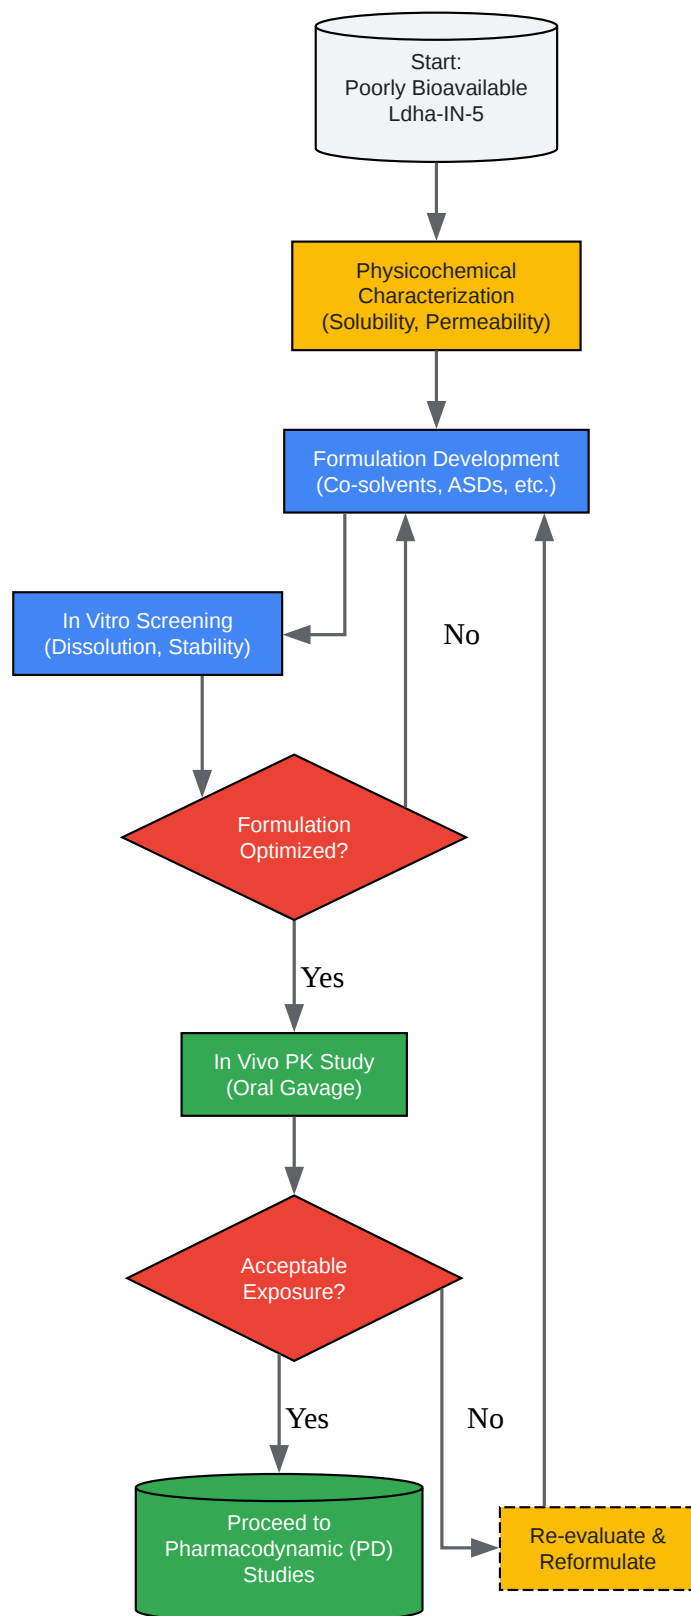 Start:
Poorly Bioavailable
Ldha-IN-5
Physicochemical
Characterization
(Solubility, Permeability)
Formulation Development
(Co-solvents, ASDs, etc.)
In Vitro Screening
(Dissolution, Stability)
No
Formulation
Optimized?
Yes
In Vivo PK Study
(Oral Gavage)
Acceptable
Exposure?
Yes
No
Proceed to
Pharmacodynamic (PD)
Studies
Re-evaluate &
Reformulate